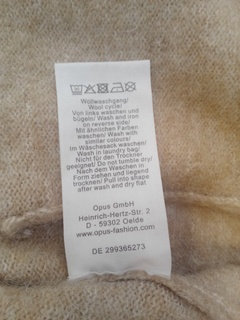 Wollwaschgang!
Wool cycle!
Von links waschen und
bügeln/ Wash and iron
on reverse side/
Mit ähnlichen Farben
waschen/ Wash with
similar colours/
Im Wäschesack waschen/
Wash in laundry bag/
Nicht für den Trockner
geeignet/ Do not tumble dry/
Nach dem Waschen in
Form ziehen und liegend
trocknen/ Pull into shape
after wash and dry flat
Opus GmbH
Heinrich-Hertz-Str. 2
D - 59302 Oelde
www.opus-fashion.com
DE 299365273